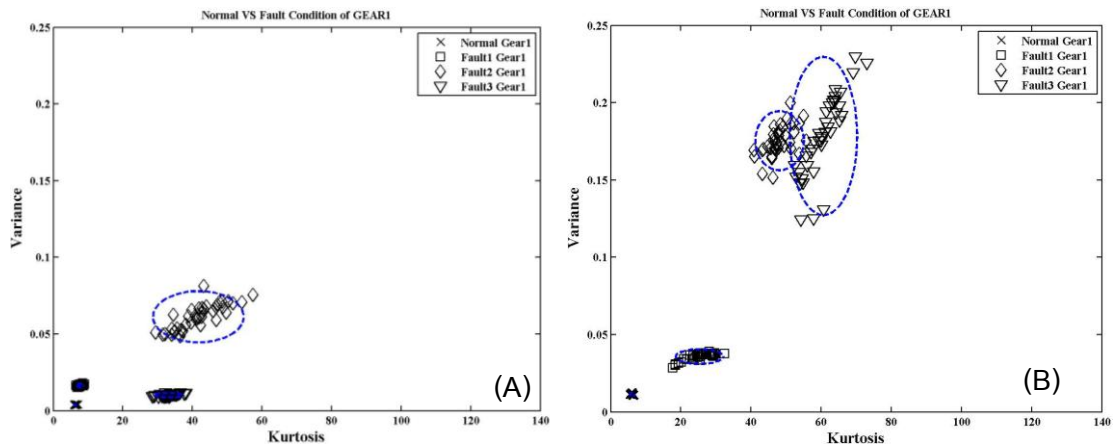 Normal VS Fault Condition of GEAR1
0.25
0.2
0.15
0.1
0.05
0
Variance
0
20
40
60
80
100
120
140
Kurtosis
Normal Gear1
Fault1 Gear1
Fault2 Gear1
Fault3 Gear1
(A)
Normal VS Fault Condition of GEAR1
0.25
0.2
0.15
0.1
0.05
0
Variance
0
20
40
60
80
100
120
140
Kurtosis
Normal Gear1
Fault1 Gear1
Fault2 Gear1
Fault3 Gear1
(B)